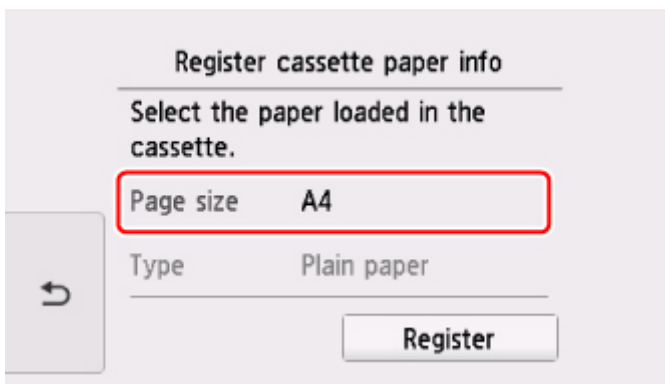 Register cassette paper info
Select the paper loaded in the
cassette.
Page size A4
Type Plain paper
Register